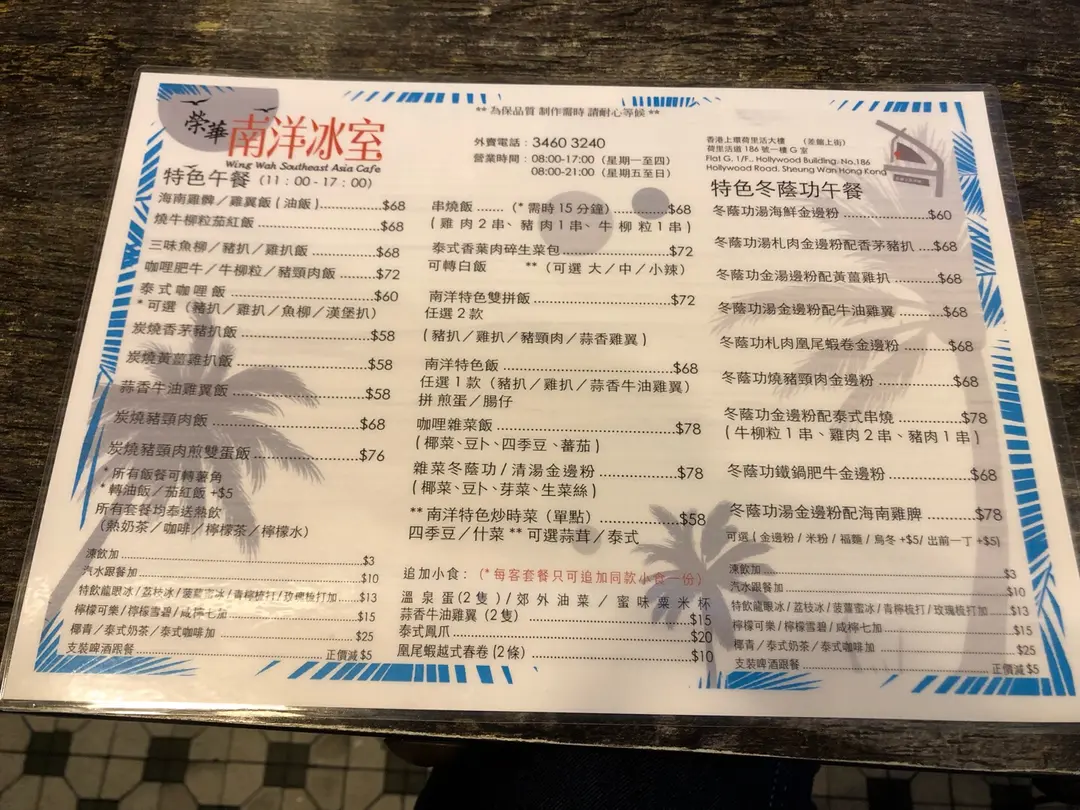 ** 為保品質 制作需時 請耐心等候 **
榮華
南洋冰室
Wing Wah Southeast Asia Cafe
外賣電話：3460 3240
營業時間：08:00-17:00（星期一至四）
08:00-21:00（星期五至日）
香港上環荷里活大樓 （差館上街）
荷里活道 186 號一樓 G 室
Flat G, 1/F., Hollywood Building, No.186
Hollywood Road, Sheung Wan Hong Kong
特色午餐（11：00 - 17：00）
海南雞髀／雞翼飯 ( 油飯 )....................$68
燒牛柳粒茄紅飯....................$68
三味魚柳／豬扒／雞扒飯....................$68
咖哩肥牛／牛柳粒／豬頸肉飯....................$72
泰式咖哩飯....................$60
* 可選（豬扒／雞扒／魚柳／漢堡扒）
炭燒香茅豬扒飯....................$58
炭燒黃薑雞扒飯....................$58
蒜香牛油雞翼飯....................$58
炭燒豬頸肉飯....................$68
炭燒豬頸肉煎雙蛋飯....................$76
* 所有飯餐可轉薯角
* 轉油飯／茄紅飯 +$5
所有套餐均奉送熱飲
（熱奶茶／咖啡／檸檬茶／檸檬水）
凍飲加....................$3
汽水跟餐加....................$10
特飲龍眼冰／荔枝冰／菠蘿蜜冰／青檸梳打／玫瑰梳打加....................$13
檸檬可樂／檸檬雪碧／咸檸七加....................$15
椰青／泰式奶茶／泰式咖啡加....................$25
支裝啤酒跟餐....................正價減 $5
串燒飯 ....... （* 需時 15 分鐘）....................$68
( 雞肉 2 串、豬肉 1 串、牛柳粒 1 串 )
泰式香葉肉碎生菜包....................$72
可轉白飯 **（可選 大／中／小辣）
南洋特色雙拼飯....................$72
任選 2 款
( 豬扒／雞扒／豬頸肉／蒜香雞翼 )
南洋特色飯....................$68
任選 1 款（豬扒／雞扒／蒜香牛油雞翼）
拼 煎蛋／腸仔
咖哩雜菜飯....................$78
( 椰菜、豆卜、四季豆、蕃茄 )
雜菜冬蔭功／清湯金邊粉....................$78
( 椰菜、豆卜、芽菜、生菜絲 )
** 南洋特色炒時菜（單點）....................$58
四季豆／什菜 ** 可選蒜茸／泰式
追加小食：（* 每客套餐只可追加同款小食一份）
溫泉蛋(2 隻)／郊外油菜／蜜味粟米杯
蒜香牛油雞翼（2 隻）....................$15
泰式鳳爪....................$20
凰尾蝦越式春卷 (2 條)....................$10
特色冬蔭功午餐
冬蔭功湯海鮮金邊粉....................$60
冬蔭功湯札肉金邊粉配香茅豬扒....................$68
冬蔭功金湯邊粉配黃薑雞扒....................$68
冬蔭功湯金邊粉配牛油雞翼....................$68
冬蔭功札肉凰尾蝦卷金邊粉....................$68
冬蔭功燒豬頸肉金邊粉....................$68
冬蔭功金邊粉配泰式串燒....................$78
( 牛柳粒 1 串、雞肉 2 串、豬肉 1 串 )
冬蔭功鐵鍋肥牛金邊粉....................$68
冬蔭功湯金邊粉配海南雞脾....................$78
可選（金邊粉／米粉／福麵／烏冬 +$5/ 出前一丁 +$5）
凍飲加....................$3
汽水跟餐加....................$10
特飲龍眼冰／荔枝冰／菠蘿蜜冰／青檸梳打／玫瑰梳打加....................$13
檸檬可樂／檸檬雪碧／咸檸七加....................$15
椰青／泰式奶茶／泰式咖啡加....................$25
支裝啤酒跟餐....................正價減 $5